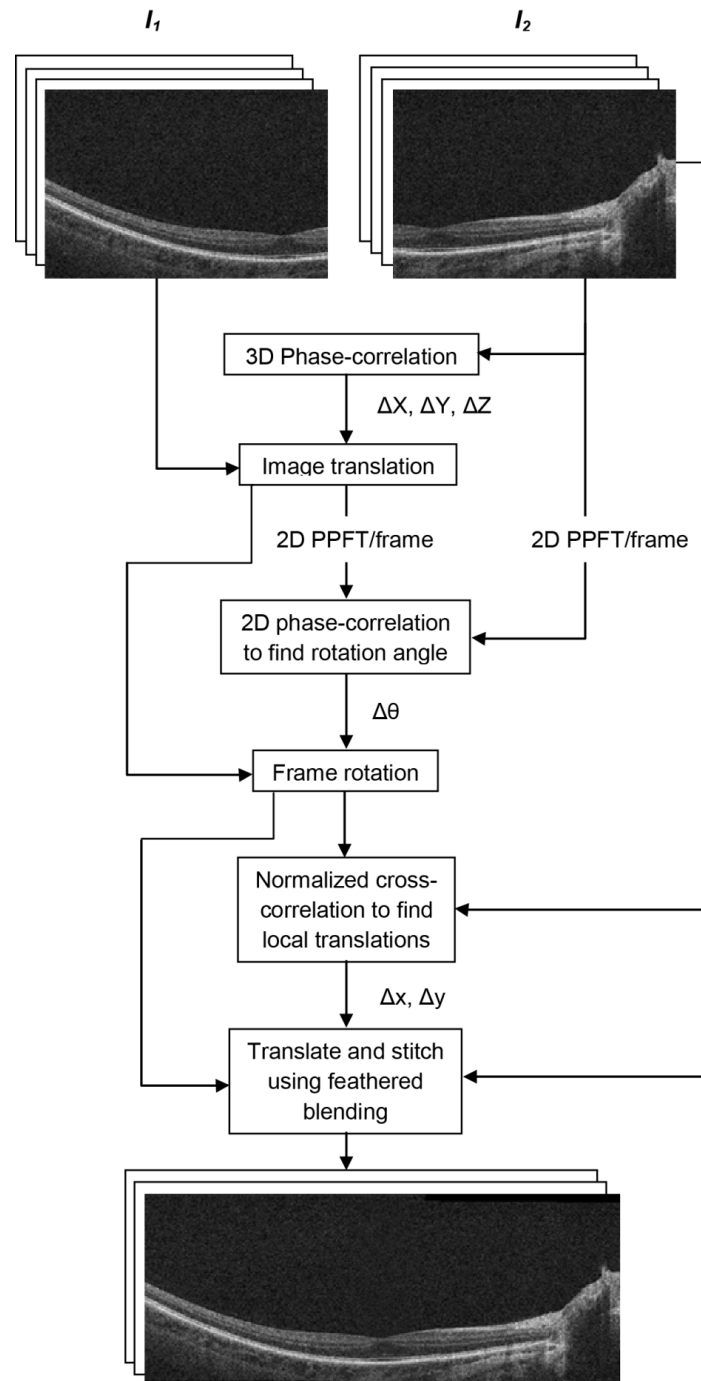 I₁
I₂
3D Phase-correlation
ΔX, ΔY, ΔZ
Image translation
2D PPFT/frame
2D PPFT/frame
2D phase-correlation
to find rotation angle
Δθ
Frame rotation
Normalized cross-
correlation to find
local translations
Δx, Δy
Translate and stitch
using feathered
blending